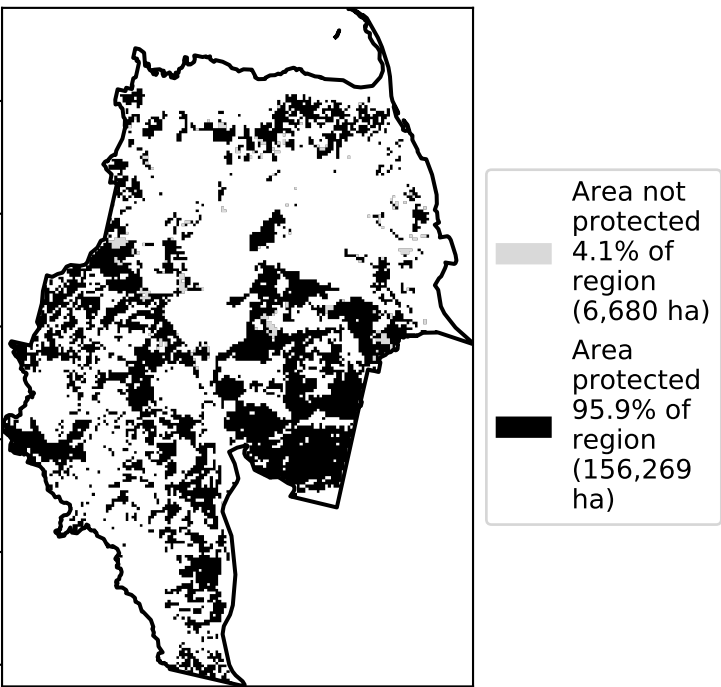 Area not
protected
4.1% of
region
(6,680 ha)
Area
protected
95.9% of
region
(156,269
ha)